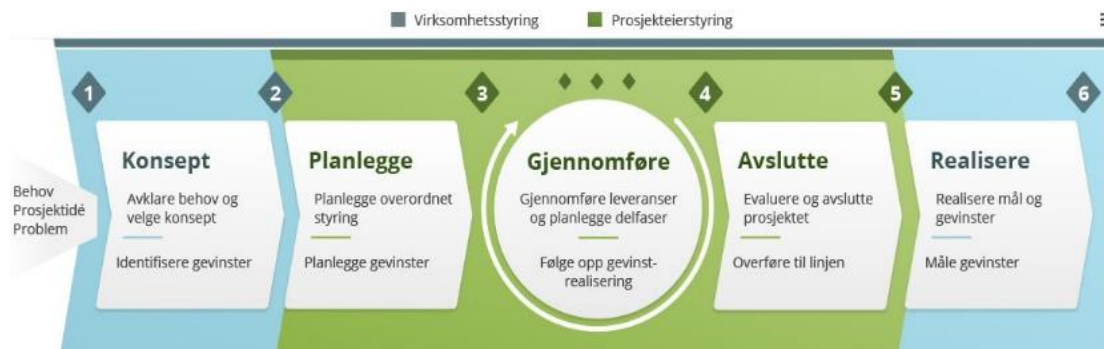 Virksomhetsstyring
Prosjekteierstyring
1
2
3
4
5
6
Behov
Prosjektidé
Problem
Konsept
Avklare behov og
velge konsept
Identifisere gevinster
Planlegge
Planlegge overordnet
styring
Planlegge gevinster
Gjennomføre
Gjennomføre leveranser
og planlegge delfaser
Følge opp gevinst-
realisering
Avslutte
Evaluere og avslutte
prosjektet
Overføre til linjen
Realisere
Realisere mål og
gevinster
Måle gevinster